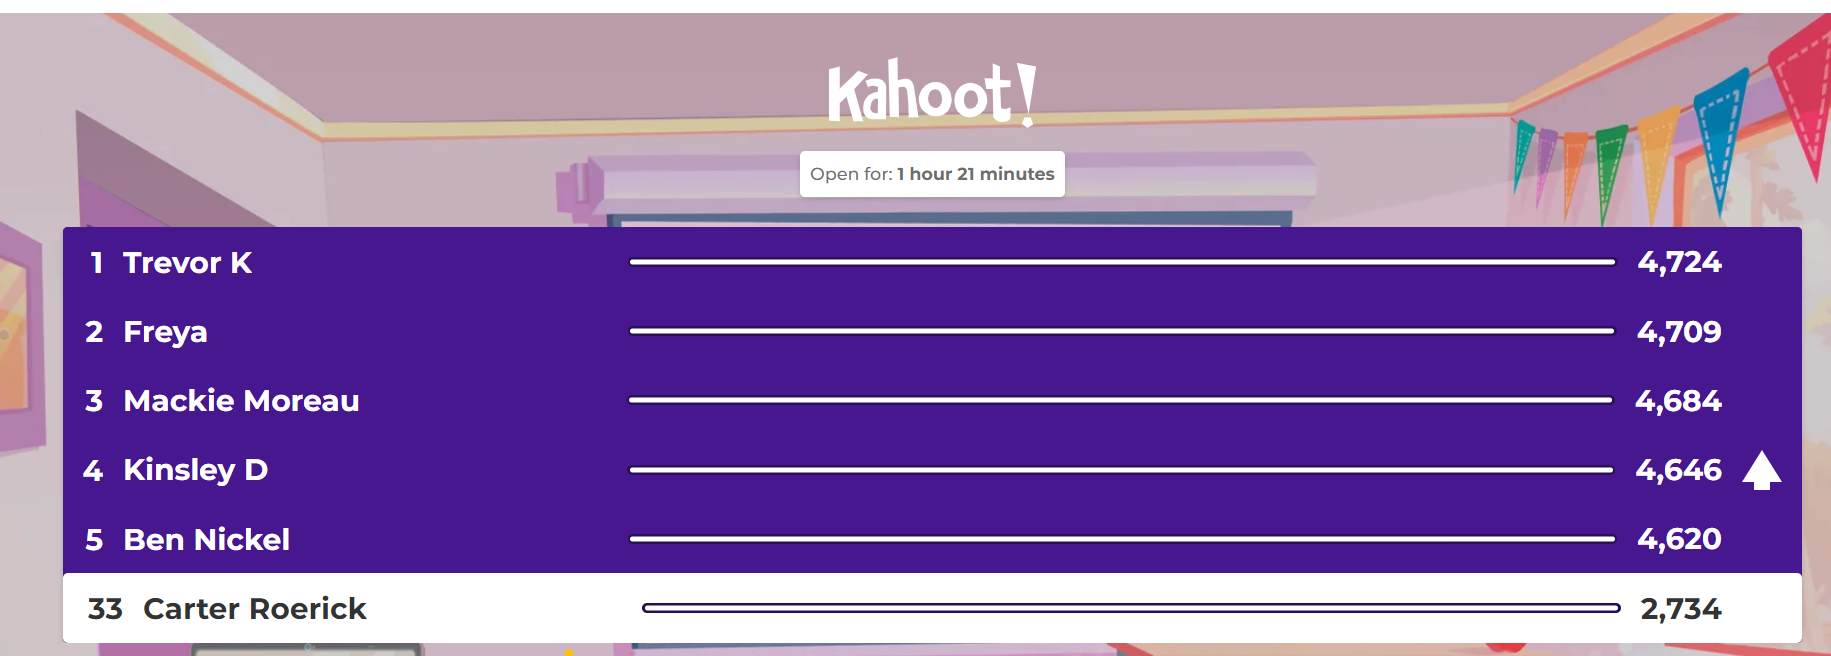 Kahoot!
Open for: 1 hour 21 minutes
1 Trevor K 4,724
2 Freya 4,709
3 Mackie Moreau 4,684
4 Kinsley D 4,646
5 Ben Nickel 4,620
33 Carter Roerick 2,734